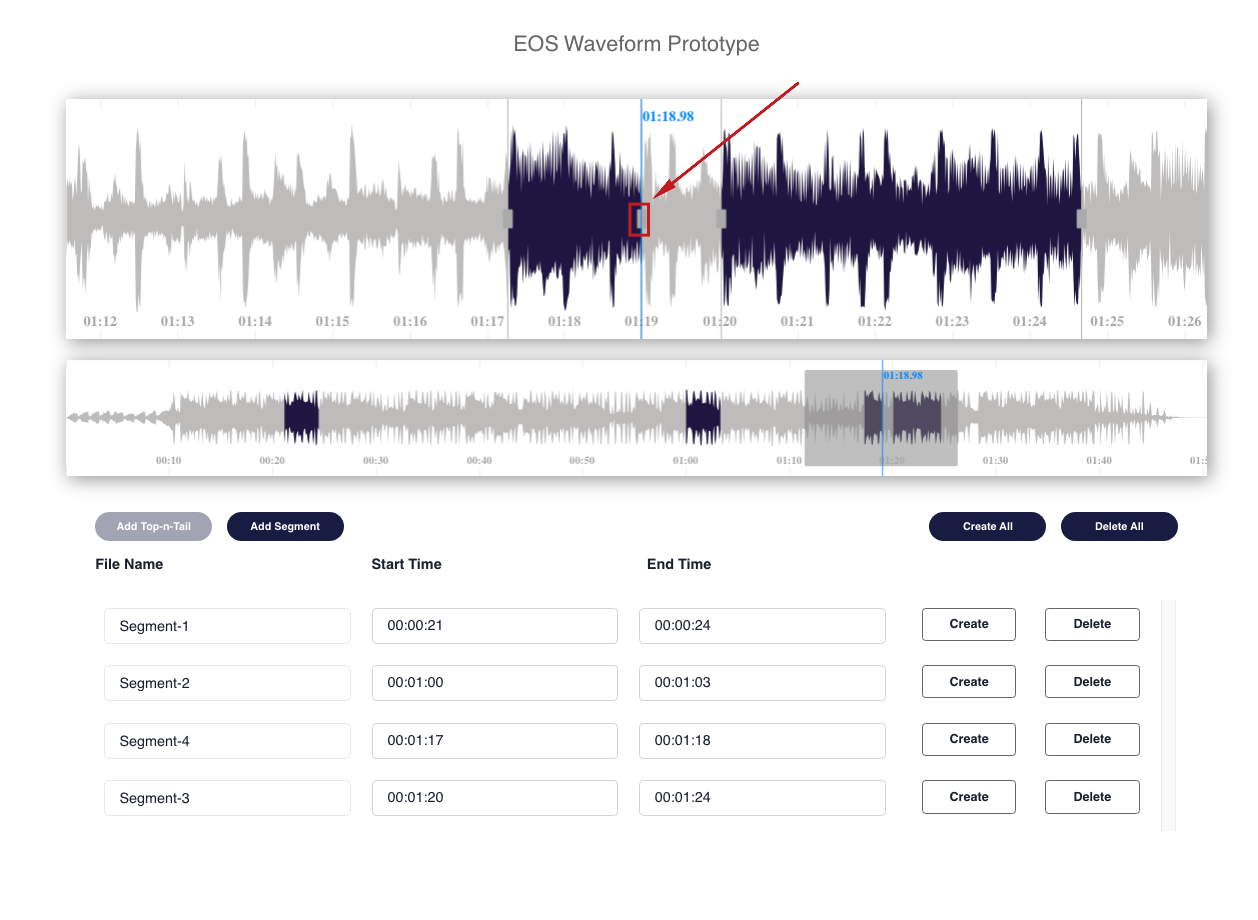 EOS Waveform Prototype
01:18.98
01:12 01:13 01:14 01:15 01:16 01:17 01:18 01:19 01:20 01:21 01:22 01:23 01:24 01:25 01:26
01:18.98
00:10 00:20 00:30 00:40 00:50 01:00 01:10 01:20 01:30 01:40
Add Top-n-Tail Add Segment Create All Delete All
File Name Start Time End Time
Segment-1 00:00:21 00:00:24 Create Delete
Segment-2 00:01:00 00:01:03 Create Delete
Segment-4 00:01:17 00:01:18 Create Delete
Segment-3 00:01:20 00:01:24 Create Delete